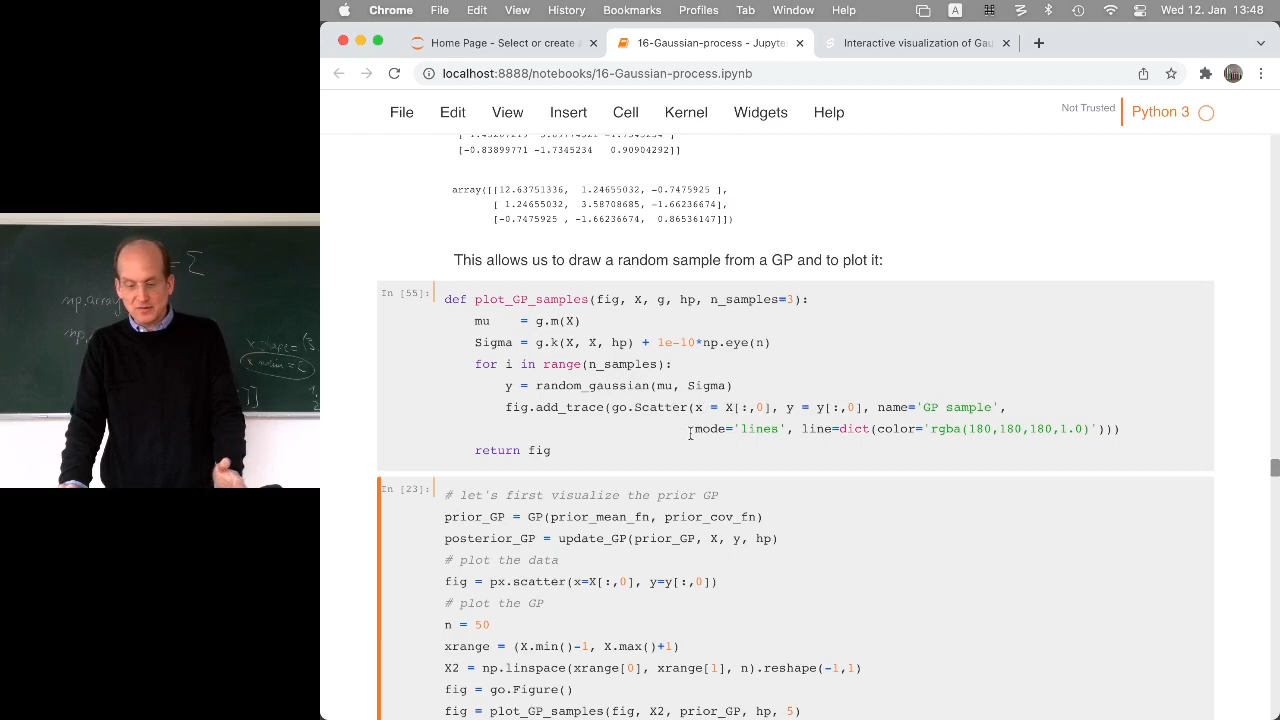 Chrome File Edit View History Bookmarks Profiles Tab Window Help A Wed 12. Jan 13:48
Home Page - Select or create a
16-Gaussian-process - Jupyte
Interactive visualization of Gau
localhost:8888/notebooks/16-Gaussian-process.ipynb
File Edit View Insert Cell Kernel Widgets Help Not Trusted Python 3
[-0.83899771 -1.7345234 0.90904292]]
array([[12.63751336, 1.24655032, -0.7475925 ],
[ 1.24655032, 3.58708685, -1.66236674],
[-0.7475925 , -1.66236674, 0.86536147]])
This allows us to draw a random sample from a GP and to plot it:
In [55]: def plot_GP_samples(fig, X, g, hp, n_samples=3):
mu = g.m(X)
Sigma = g.k(X, X, hp) + 1e-10*np.eye(n)
for i in range(n_samples):
y = random_gaussian(mu, Sigma)
fig.add_trace(go.Scatter(x = X[:,0], y = y[:,0], name='GP sample',
mode='lines', line=dict(color='rgba(180,180,180,1.0)')))
return fig
In [23]: # let's first visualize the prior GP
prior_GP = GP(prior_mean_fn, prior_cov_fn)
posterior_GP = update_GP(prior_GP, X, y, hp)
# plot the data
fig = px.scatter(x=X[:,0], y=y[:,0])
# plot the GP
n = 50
xrange = (X.min()-1, X.max()+1)
X2 = np.linspace(xrange[0], xrange[1], n).reshape(-1,1)
fig = go.Figure()
fig = plot_GP_samples(fig, X2, prior_GP, hp, 5)
= Σ
np.array
np.
x.shape = (3,
]]